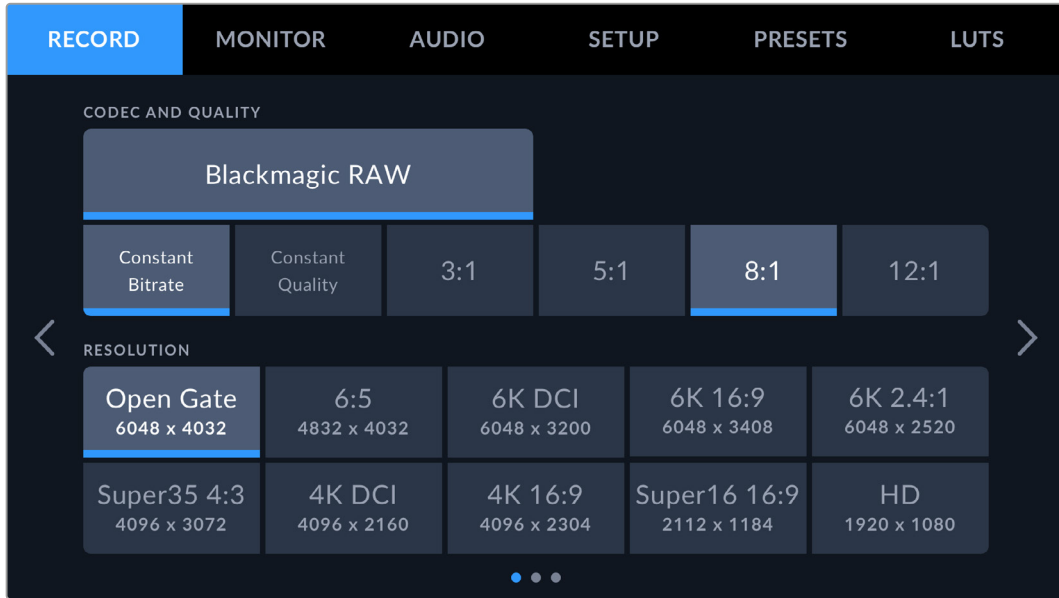 RECORD MONITOR AUDIO SETUP PRESETS LUTS
CODEC AND QUALITY
Blackmagic RAW
Constant Bitrate
Constant Quality
3:1
5:1
8:1
12:1
RESOLUTION
Open Gate
6048 x 4032
6:5
4832 x 4032
6K DCI
6048 x 3200
6K 16:9
6048 x 3408
6K 2.4:1
6048 x 2520
Super35 4:3
4096 x 3072
4K DCI
4096 x 2160
4K 16:9
4096 x 2304
Super16 16:9
2112 x 1184
HD
1920 x 1080